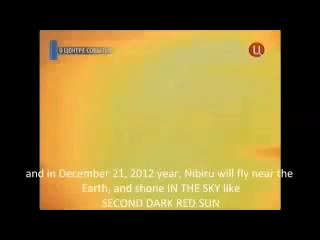 В ЦЕНТРЕ СОБЫТИЙ
and in December 21, 2012 year, Nibiru will fly near the
Earth, and shone IN THE SKY like
SECOND DARK RED SUN